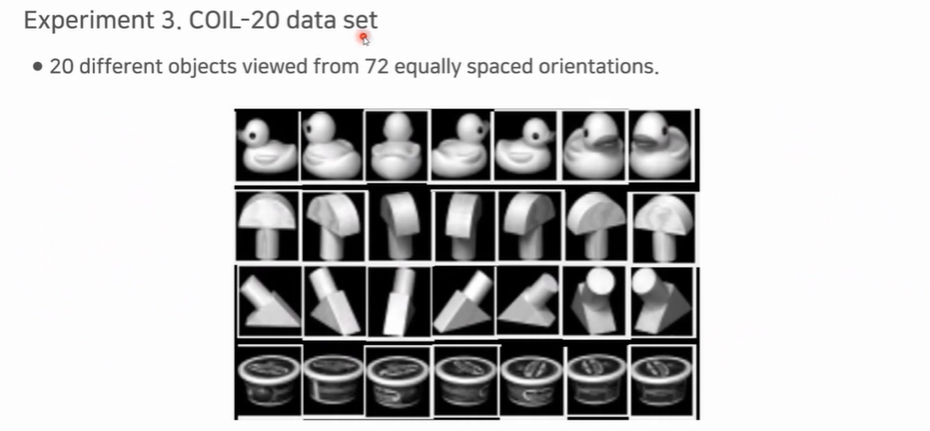 Experiment 3. COIL-20 data set
• 20 different objects viewed from 72 equally spaced orientations.